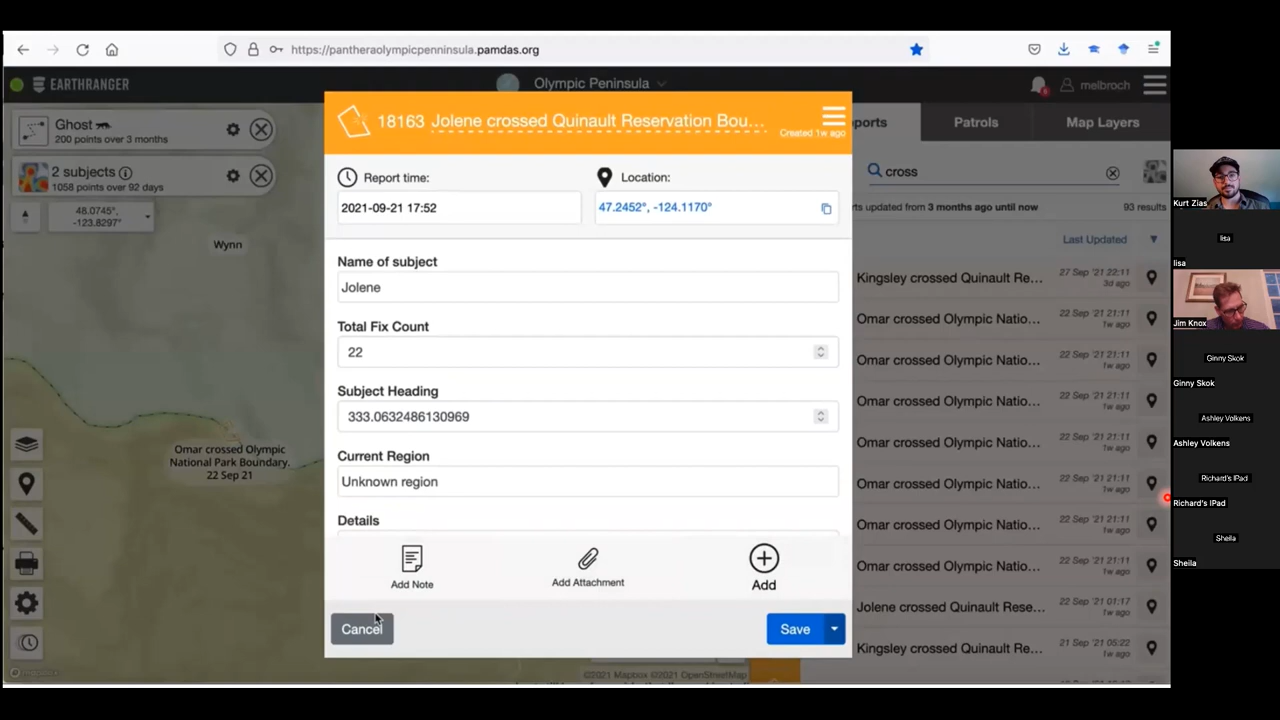 https://pantheraolympicpenninsula.pamdas.org
EARTHRANGER
Olympic Peninsula
melbroch
Ghost
200 points over 3 months
2 subjects
1058 points over 92 days
48.0745°,
-123.8297°
Wynn
Omar crossed Olympic
National Park Boundary.
22 Sep 21
18163 Jolene crossed Quinault Reservation Bou...
Created 1w ago
Report time:
2021-09-21 17:52
Location:
47.2452°, -124.1170°
Name of subject
Jolene
Total Fix Count
22
Subject Heading
333.0632486130969
Current Region
Unknown region
Details
Add Note
Add Attachment
Add
Cancel
Save
©2021 Mapbox ©2021 OpenStreetMap
ports
Patrols
Map Layers
cross
rts updated from 3 months ago until now
93 results
Last Updated
Kingsley crossed Quinault Re...
27 Sep '21 22:11
3d ago
Omar crossed Olympic Natio...
22 Sep '21 21:11
1w ago
Omar crossed Olympic Natio...
22 Sep '21 21:11
1w ago
Omar crossed Olympic Natio...
22 Sep '21 21:11
1w ago
Omar crossed Olympic Natio...
22 Sep '21 21:11
1w ago
Omar crossed Olympic Natio...
22 Sep '21 21:11
1w ago
Omar crossed Olympic Natio...
22 Sep '21 21:11
1w ago
Omar crossed Olympic Natio...
22 Sep '21 21:11
1w ago
Jolene crossed Quinault Rese...
22 Sep '21 01:17
1w ago
Kingsley crossed Quinault Re...
21 Sep '21 05:22
1w ago
Kurt Zias
lisa
lisa
Jim Knox
Ginny Skok
Ginny Skok
Ashley Volkens
Ashley Volkens
Richard's IPad
Richard's IPad
Sheila
Sheila